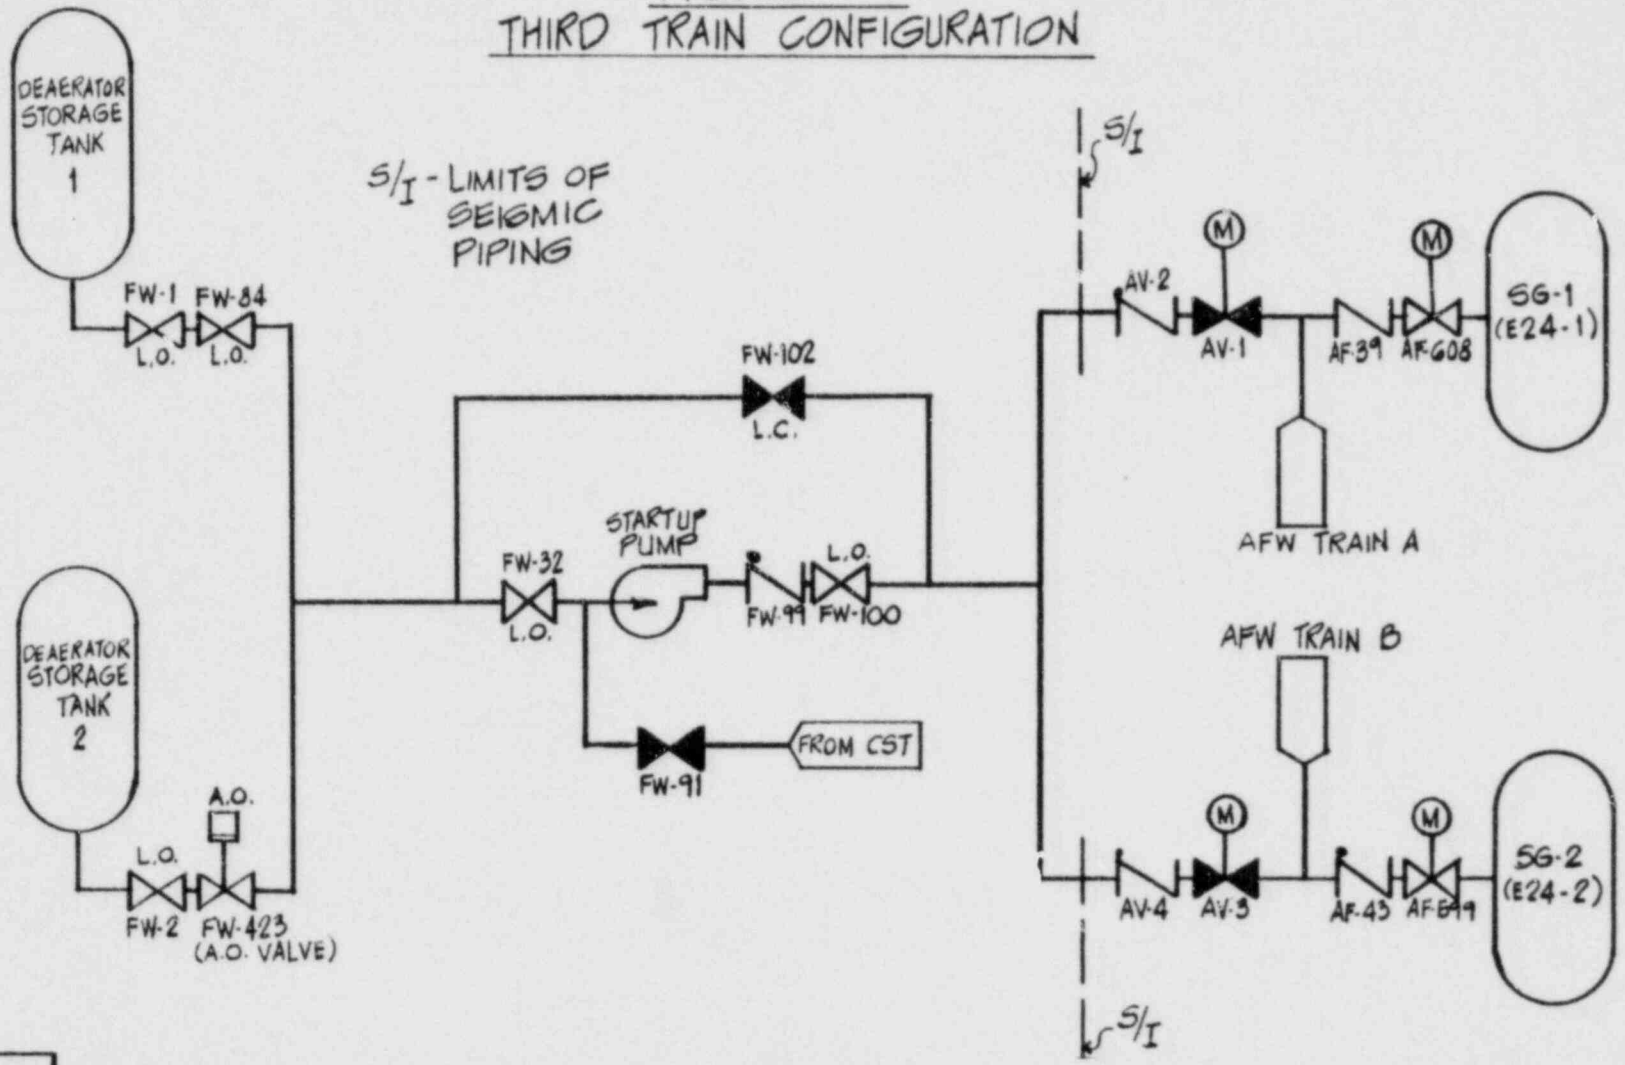 THIRD TRAIN CONFIGURATION
DEAERATOR
STORAGE
TANK
1
S/I - LIMITS OF
SEISMIC
PIPING
S/I
FW-1
FW-84
L.O.
L.O.
FW-102
L.C.
AV-2
M
AV-1
M
AF-39
AF-608
SG-1
(E24-1)
AFW TRAIN A
STARTUP
PUMP
FW-32
L.O.
L.O.
FW-99
FW-100
FROM CST
FW-91
DEAERATOR
STORAGE
TANK
2
L.O.
A.O.
FW-2
FW-423
(A.O. VALVE)
AFW TRAIN B
M
M
AV-4
AV-3
AF-43
AF-599
SG-2
(E24-2)
S/I